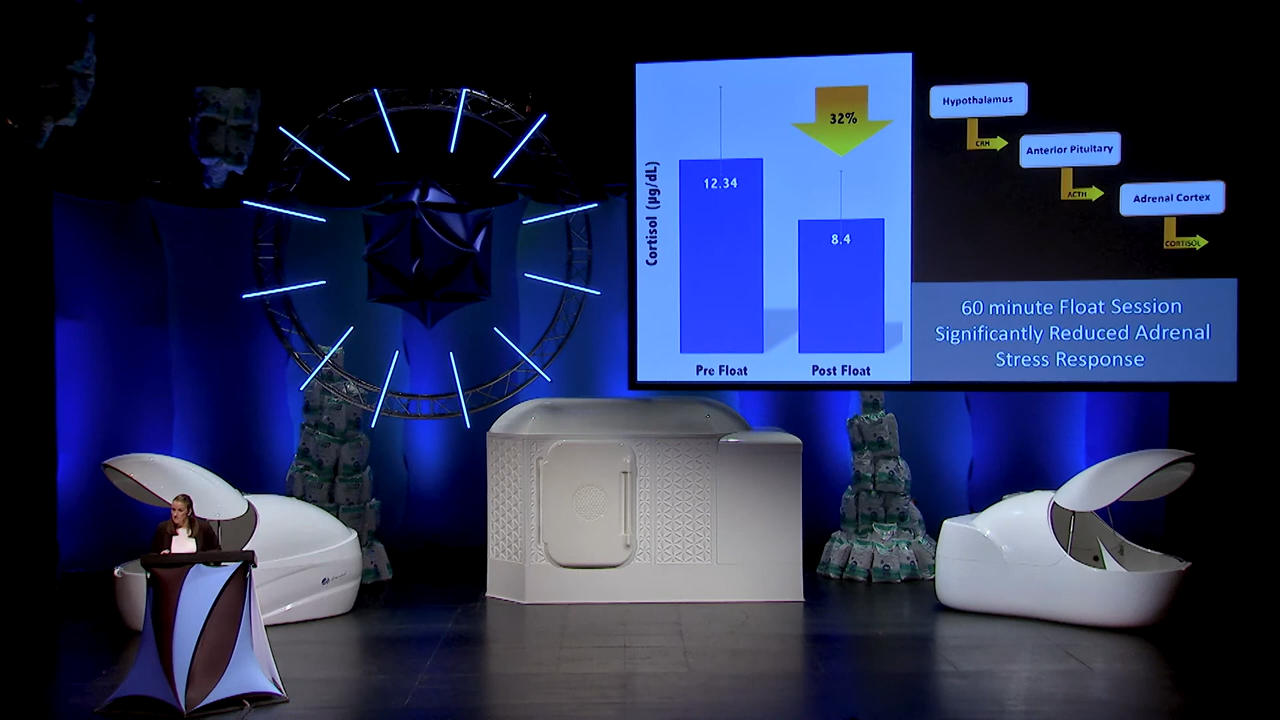 Cortisol (µg/dL)
12.34
32%
8.4
Pre Float
Post Float
Hypothalamus
CRH
Anterior Pituitary
ACTH
Adrenal Cortex
CORTISOL
60 minute Float Session
Significantly Reduced Adrenal
Stress Response